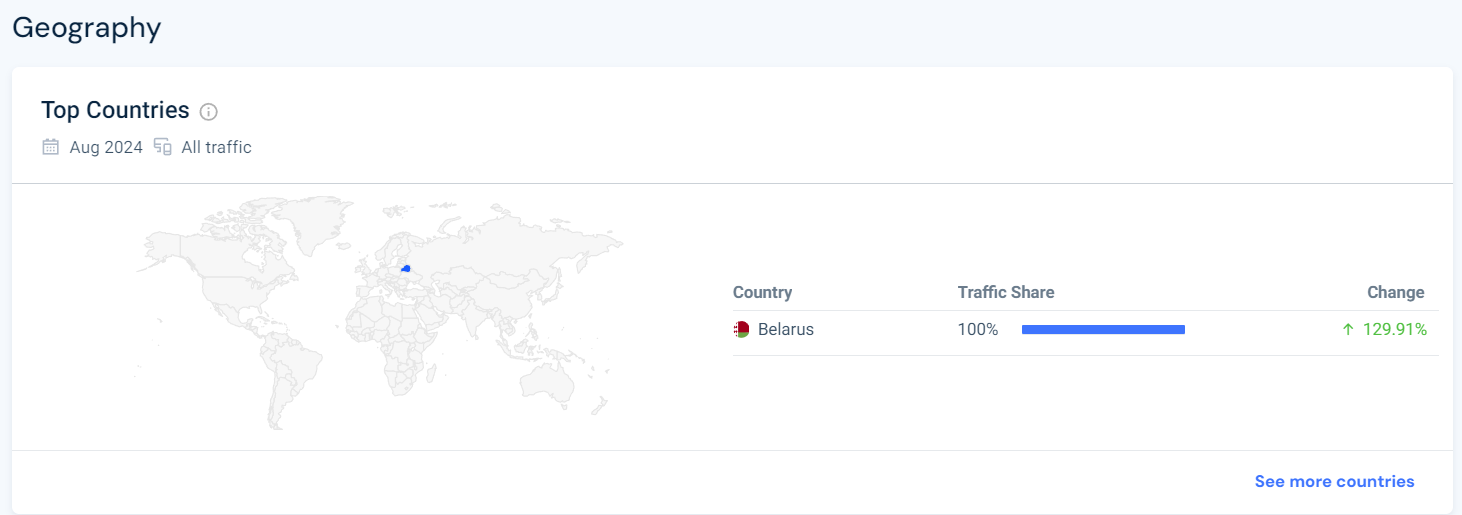 Geography
Top Countries
Aug 2024 All traffic
Country Traffic Share Change
Belarus 100% ↑ 129.91%
See more countries